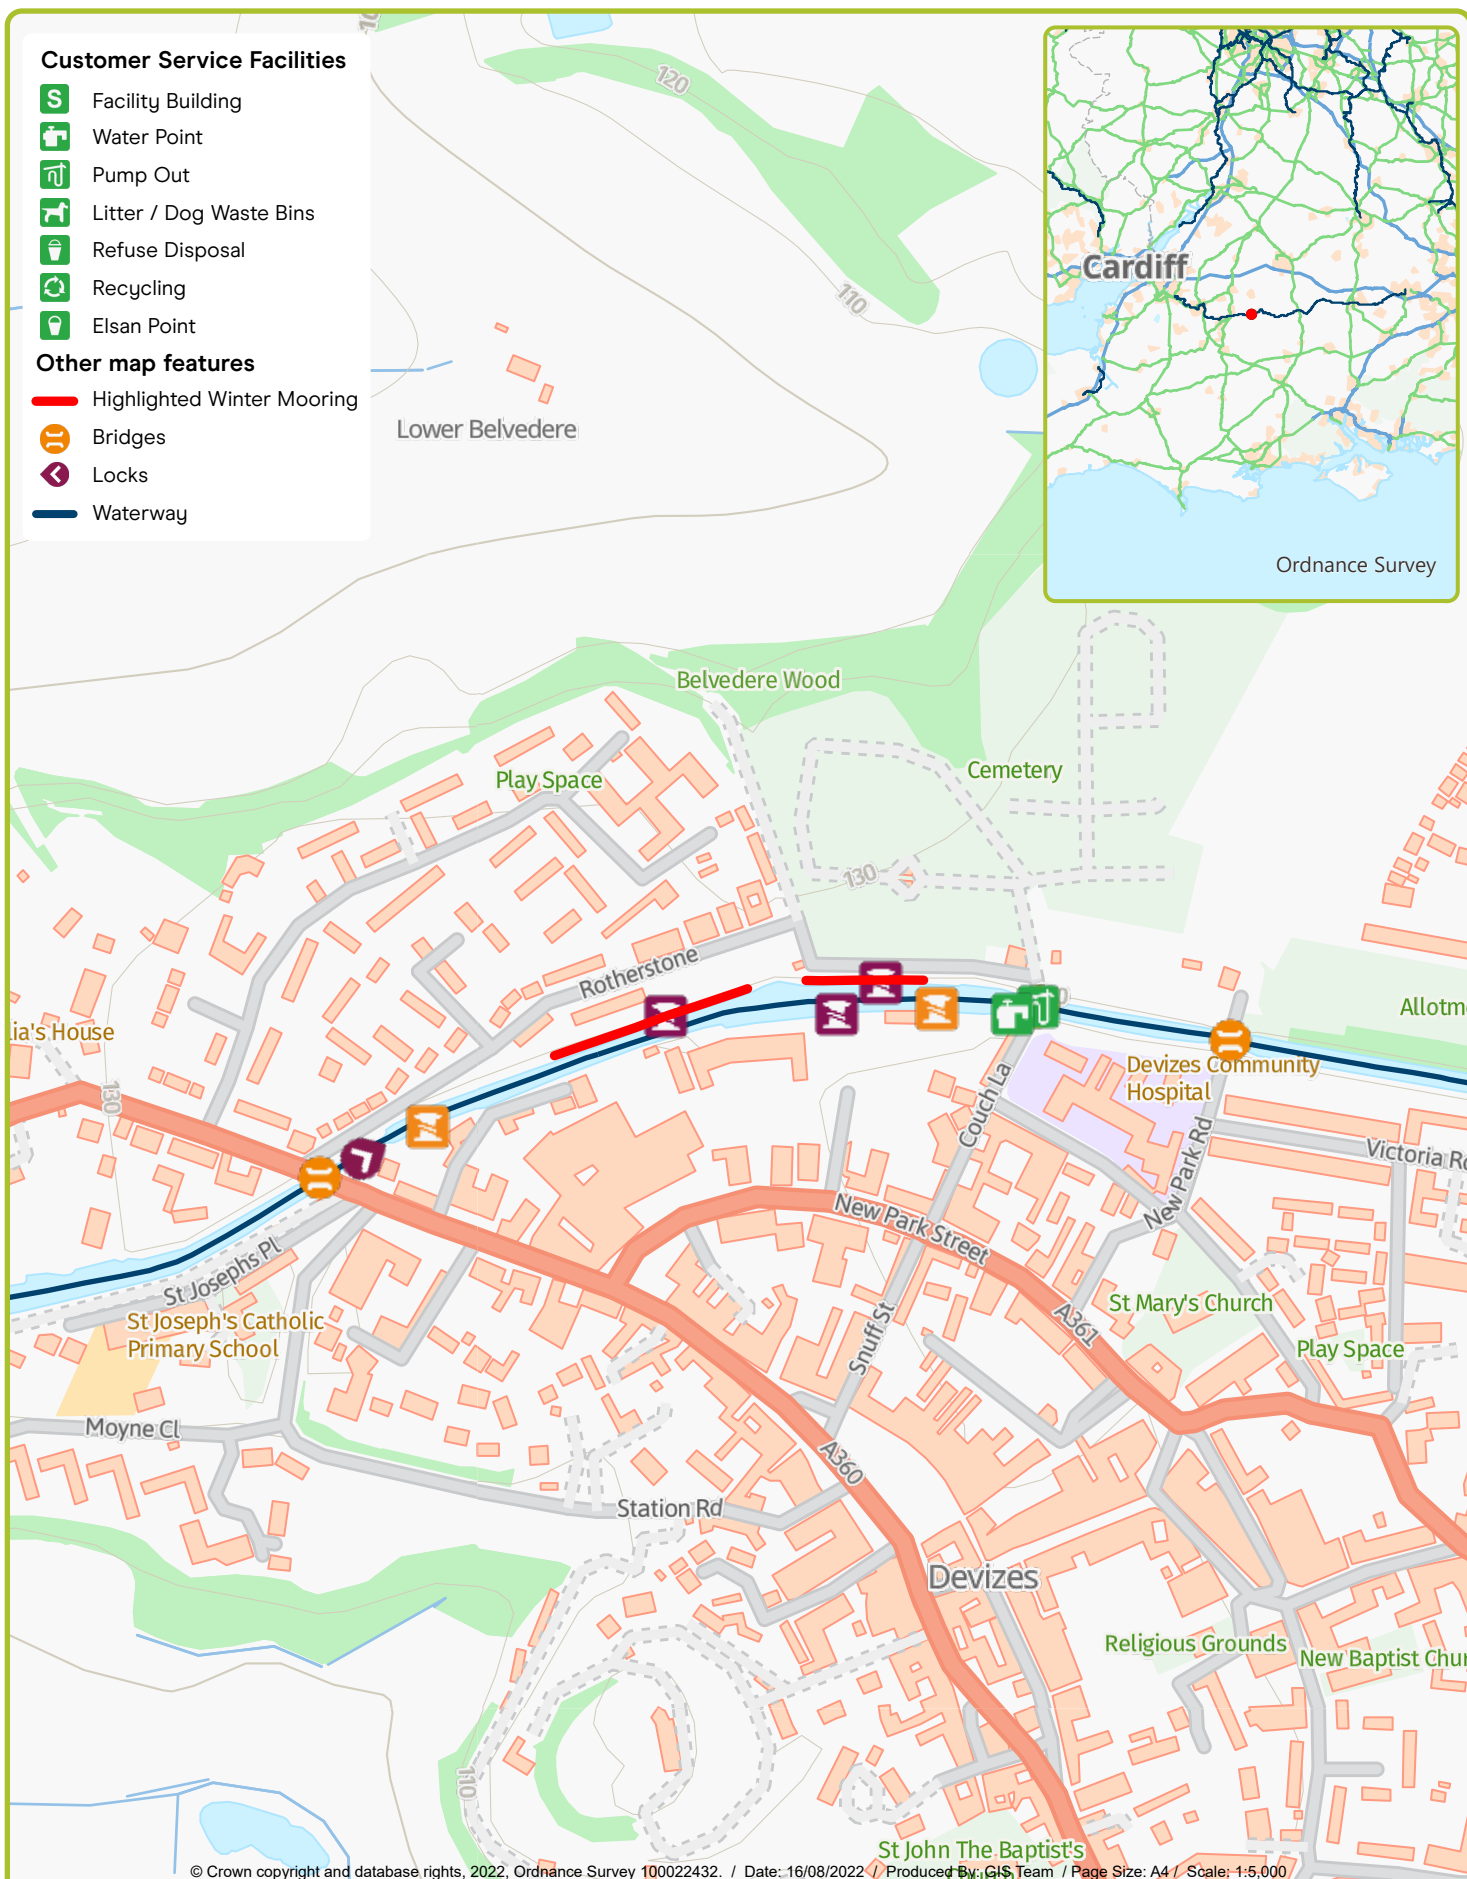 Customer Service Facilities
S Facility Building
Water Point
Pump Out
Litter / Dog Waste Bins
Refuse Disposal
Recycling
Elsan Point
Other map features
Highlighted Winter Mooring
Bridges
Locks
Waterway
120
110
Cardiff
Ordnance Survey
Lower Belvedere
Belvedere Wood
Play Space
Cemetery
130
Rotherstone
lia's House
130
Allotm
Devizes Community
Hospital
Couch La
New Park Rd
Victoria Rd
New Park Street
St Josephs Pl
St Joseph's Catholic
Primary School
St Mary's Church
A361
Snuff St
Play Space
Moyne Cl
A360
Station Rd
Devizes
Religious Grounds
New Baptist Chur
110
St John The Baptist's
Church
© Crown copyright and database rights, 2022, Ordnance Survey 100022432. / Date: 16/08/2022 / Produced By: GIS Team / Page Size: A4 / Scale: 1:5,000